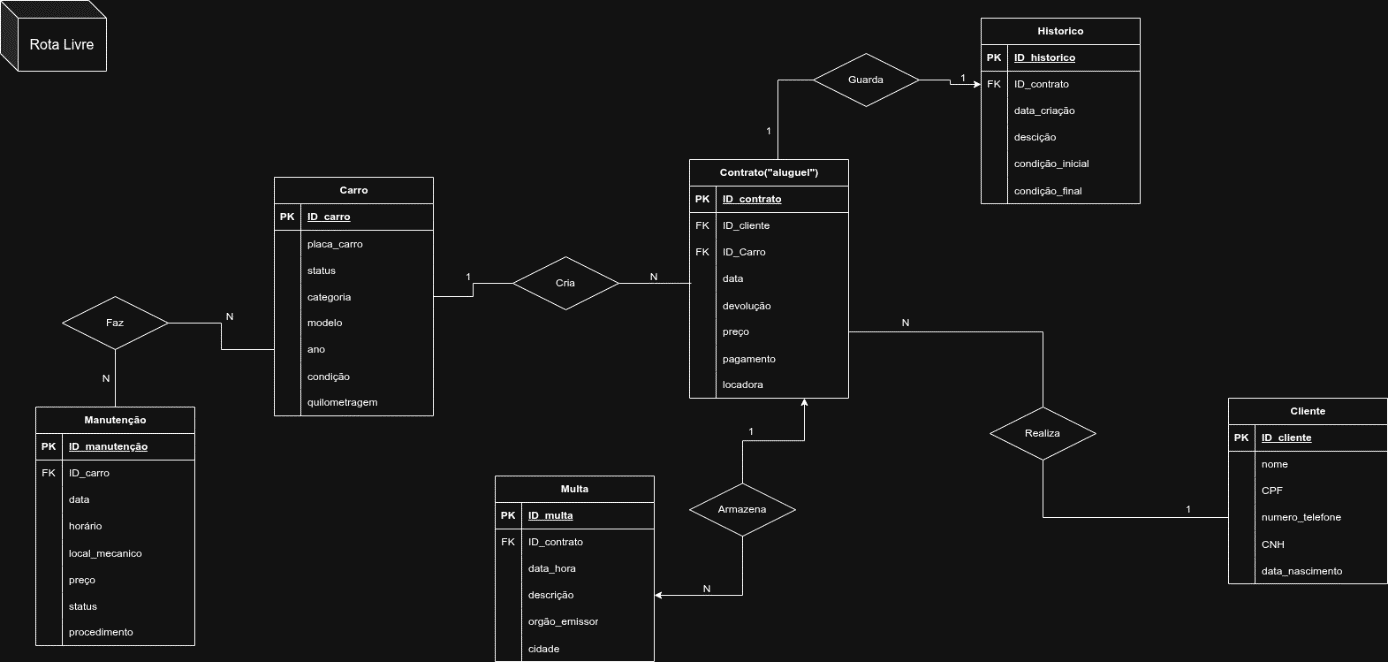 Rota Livre
Historico
PK ID_historico
FK ID_contrato
data_criação
descição
condição_inicial
condição_final
Guarda
1
1
Contrato("aluguel")
PK ID_contrato
FK ID_cliente
FK ID_Carro
data
devolução
preço
pagamento
locadora
Carro
PK ID_carro
placa_carro
status
categoria
modelo
ano
condição
quilometragem
1
Cria
N
Faz
N
N
Manutenção
PK ID_manutenção
FK ID_carro
data
horário
local_mecanico
preço
status
procedimento
N
Realiza
1
Cliente
PK ID_cliente
nome
CPF
numero_telefone
CNH
data_nascimento
1
Armazena
N
Multa
PK ID_multa
FK ID_contrato
data_hora
descrição
orgão_emissor
cidade